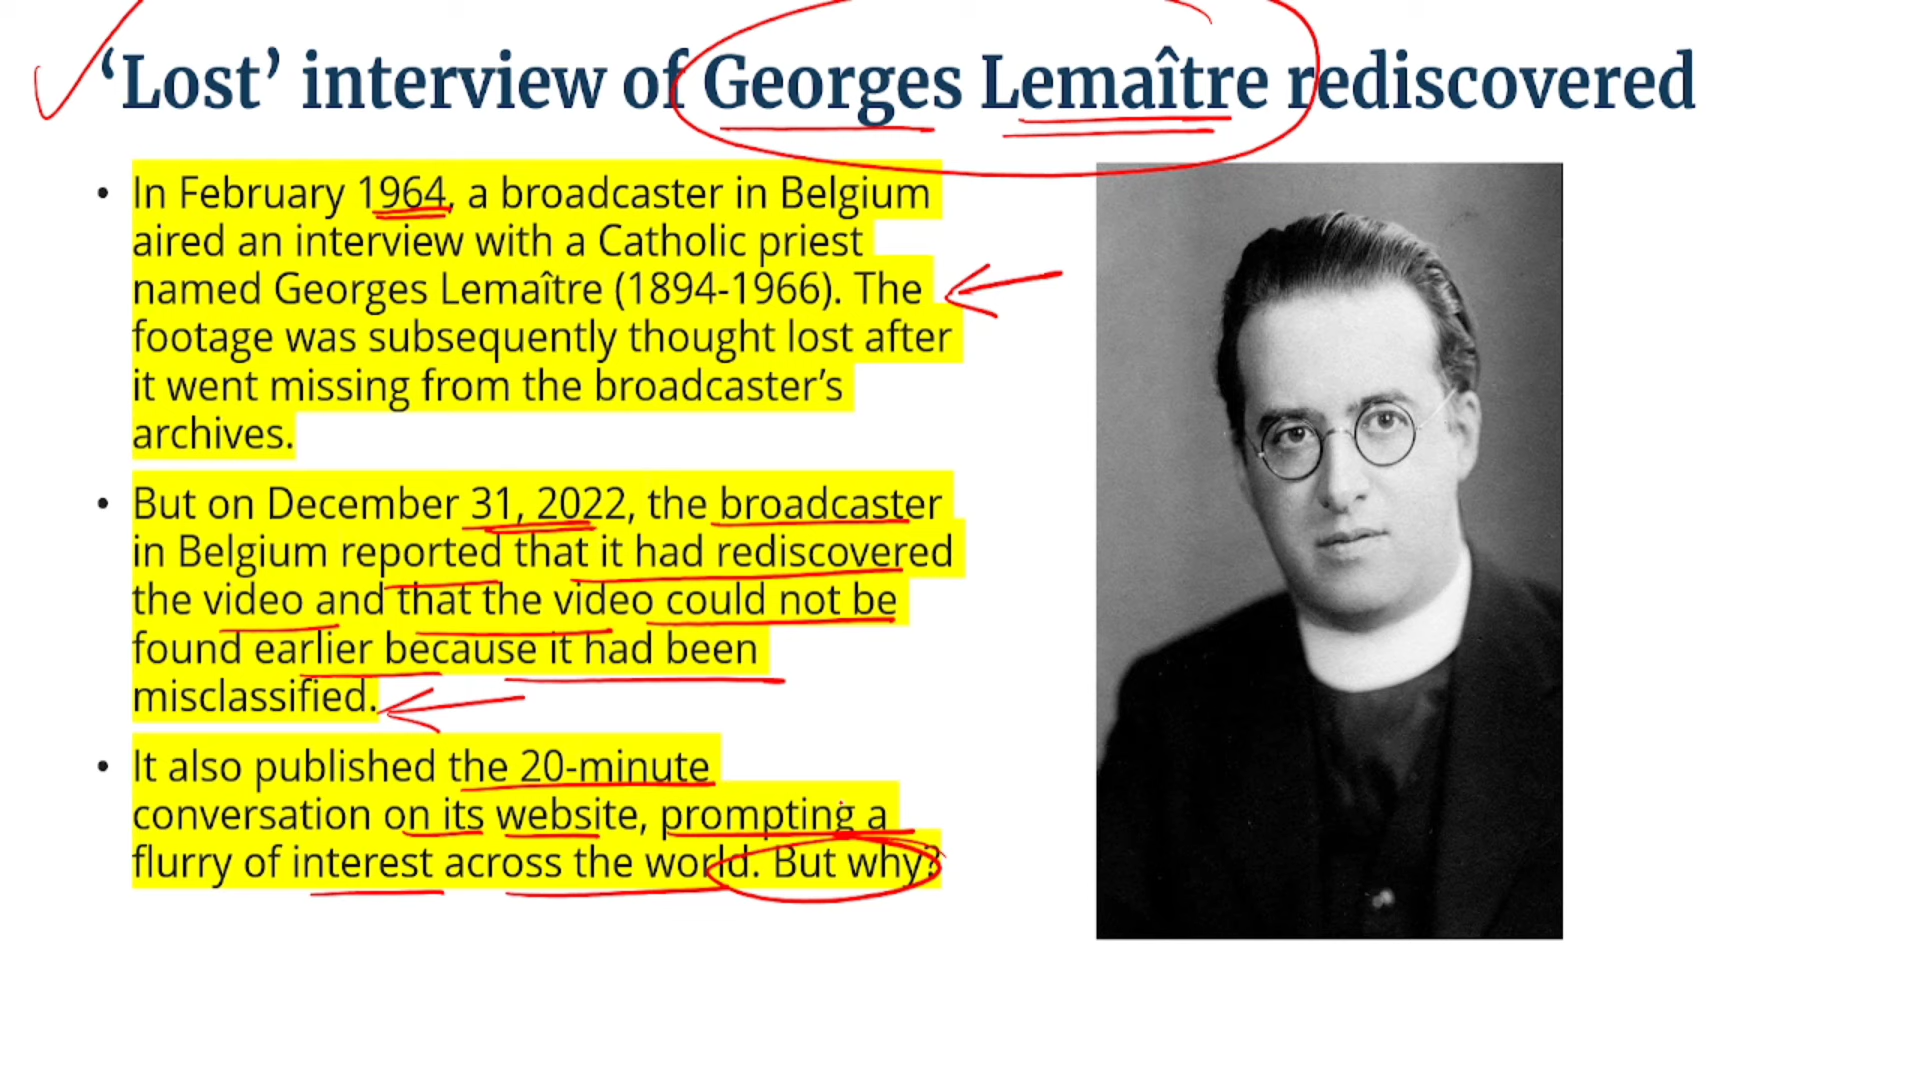 ‘Lost’ interview of Georges Lemaître rediscovered
• In February 1964, a broadcaster in Belgium
aired an interview with a Catholic priest
named Georges Lemaître (1894-1966). The
footage was subsequently thought lost after
it went missing from the broadcaster’s
archives.
• But on December 31, 2022, the broadcaster
in Belgium reported that it had rediscovered
the video and that the video could not be
found earlier because it had been
misclassified.
• It also published the 20-minute
conversation on its website, prompting a
flurry of interest across the world. But why?